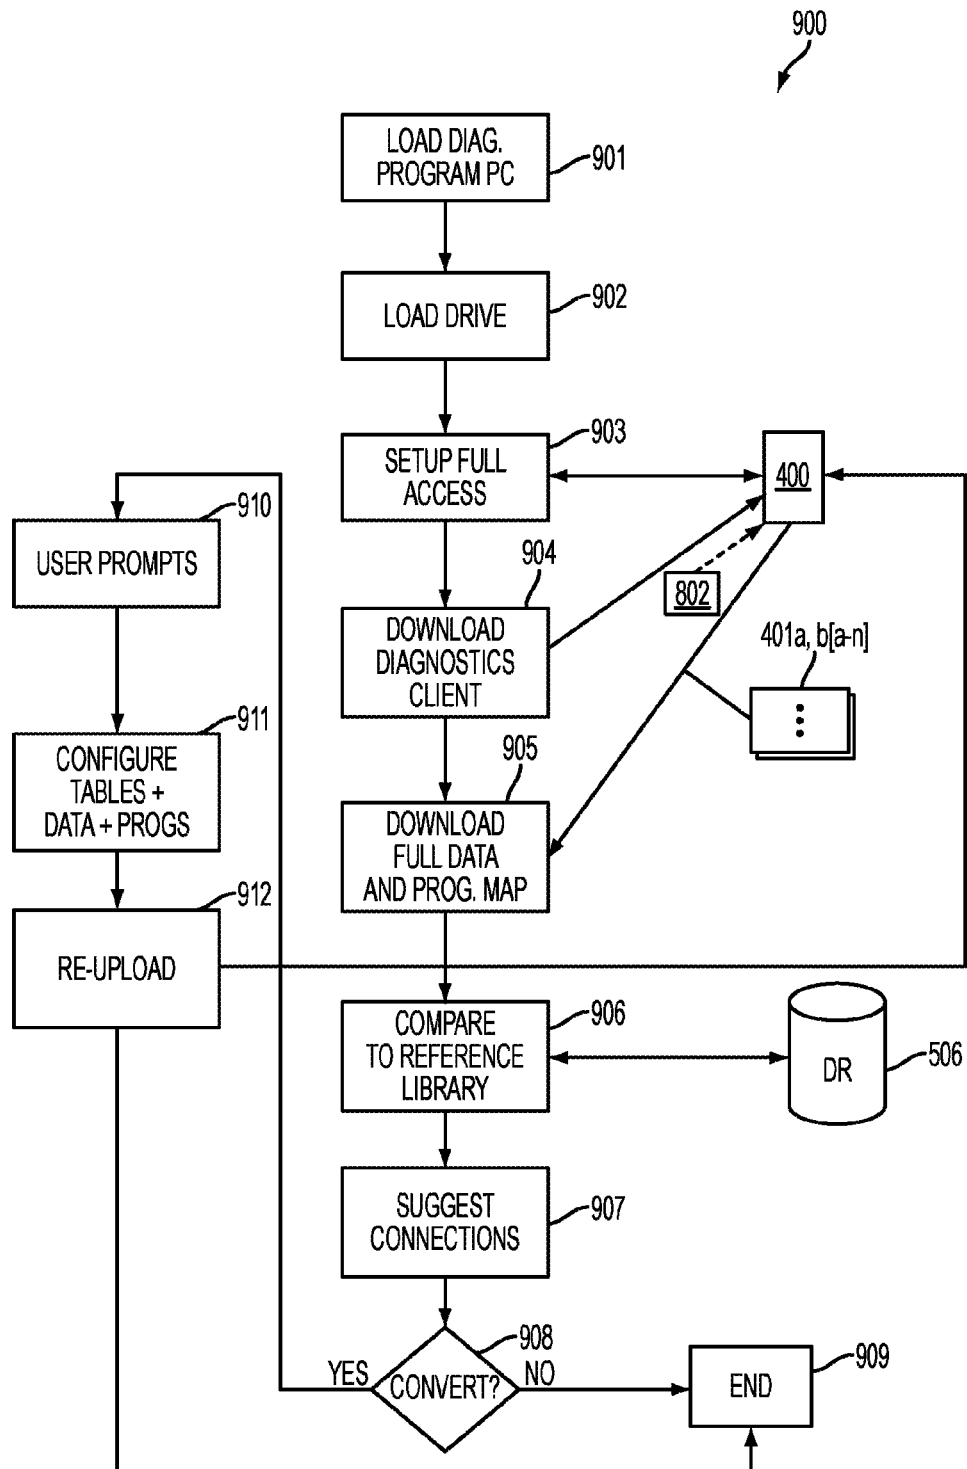 900
LOAD DIAG.
PROGRAM PC
901
LOAD DRIVE
902
SETUP FULL
ACCESS
903
400
910
USER PROMPTS
904
DOWNLOAD
DIAGNOSTICS
CLIENT
802
401a, b[a-n]
911
CONFIGURE
TABLES +
DATA + PROGS
905
DOWNLOAD
FULL DATA
AND PROG. MAP
912
RE-UPLOAD
COMPARE
TO REFERENCE
LIBRARY
906
DR
506
SUGGEST
CONNECTIONS
907
908
YES
CONVERT?
NO
END
909